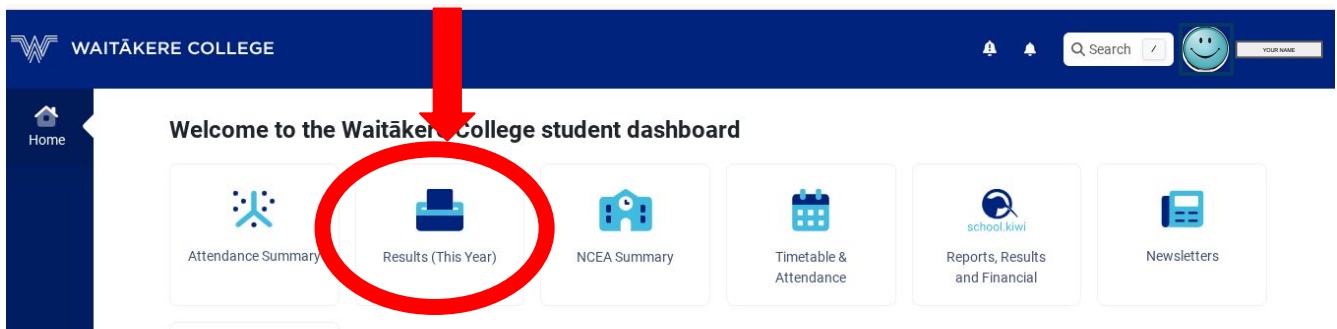 WAITĀKERE COLLEGE
Search /
YOUR NAME
Home
Welcome to the Waitākere College student dashboard
Attendance Summary
Results (This Year)
NCEA Summary
Timetable &
Attendance
school.kiwi
Reports, Results
and Financial
Newsletters